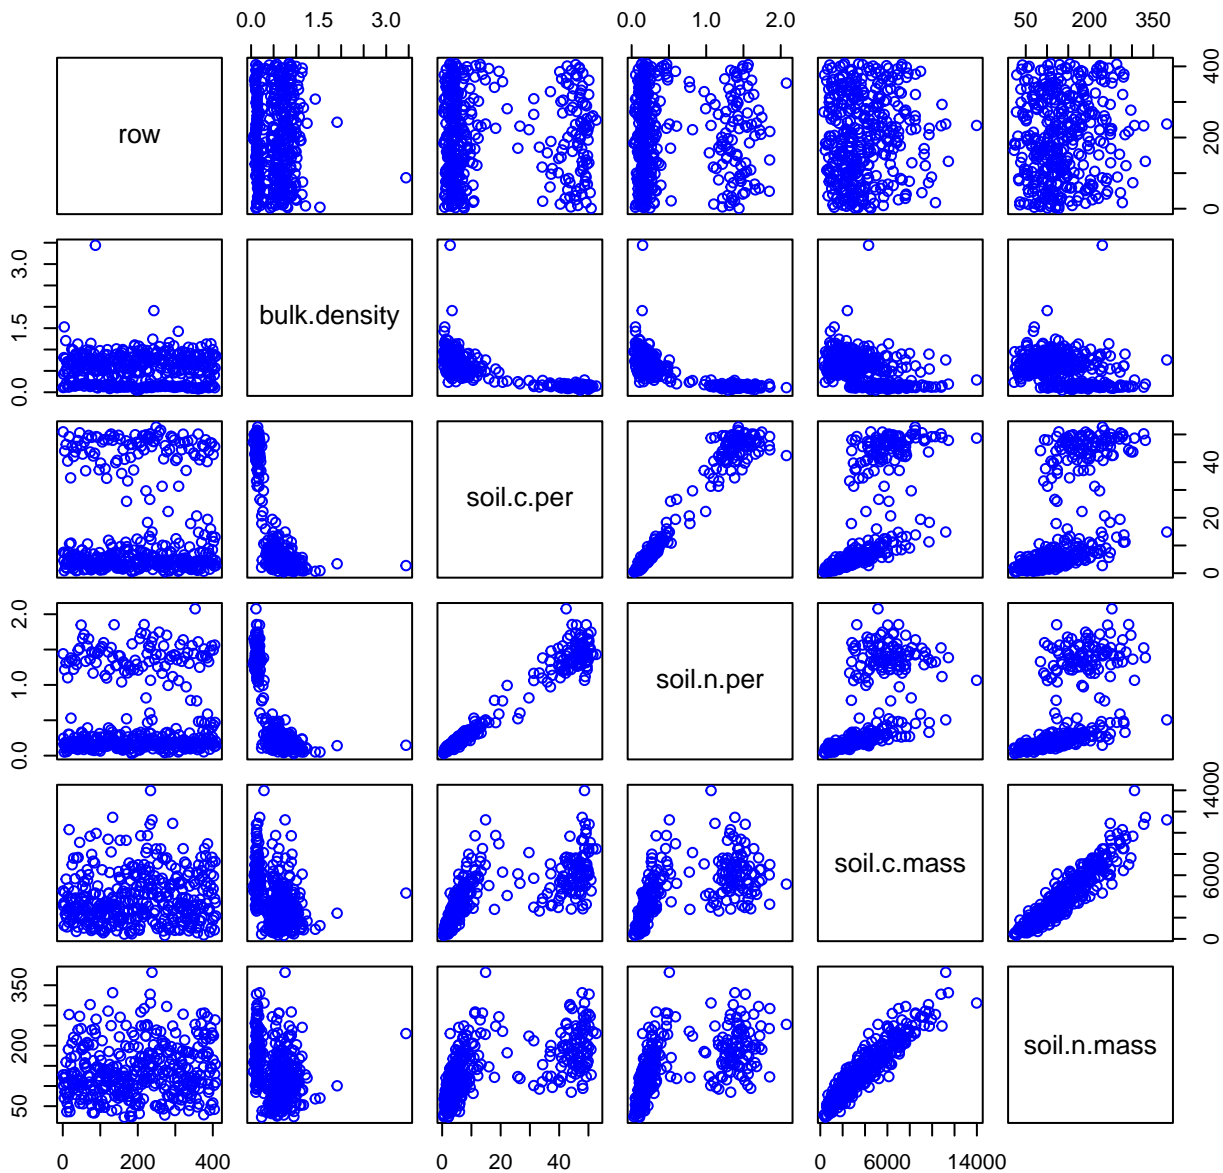 0.0 1.5 3.0 0.0 1.0 2.0 50 200 350
row 0 200 400
0.0 1.5 3.0 bulk.density
soil.c.per 0 20 40
0.0 1.0 2.0 soil.n.per
soil.c.mass 0 6000 14000
50 200 350 soil.n.mass
0 200 400 0 20 40 0 6000 14000